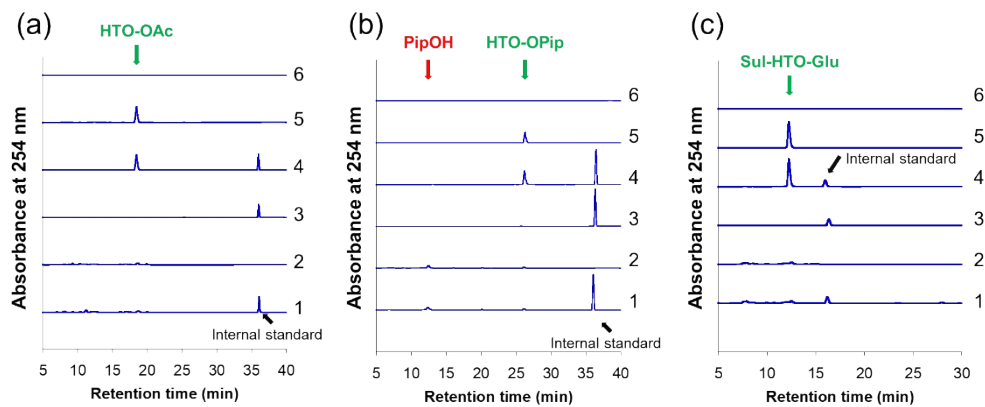 (a)
HTO-OAc
Absorbance at 254 nm
6
5
4
3
2
1
Internal standard
5 10 15 20 25 30 35 40
Retention time (min)
(b)
PipOH HTO-OPip
Absorbance at 254 nm
6
5
4
3
2
1
Internal standard
5 10 15 20 25 30 35 40
Retention time (min)
(c)
Sul-HTO-Glu
Absorbance at 254 nm
6
5
Internal standard
4
3
2
1
5 10 15 20 25 30
Retention time (min)